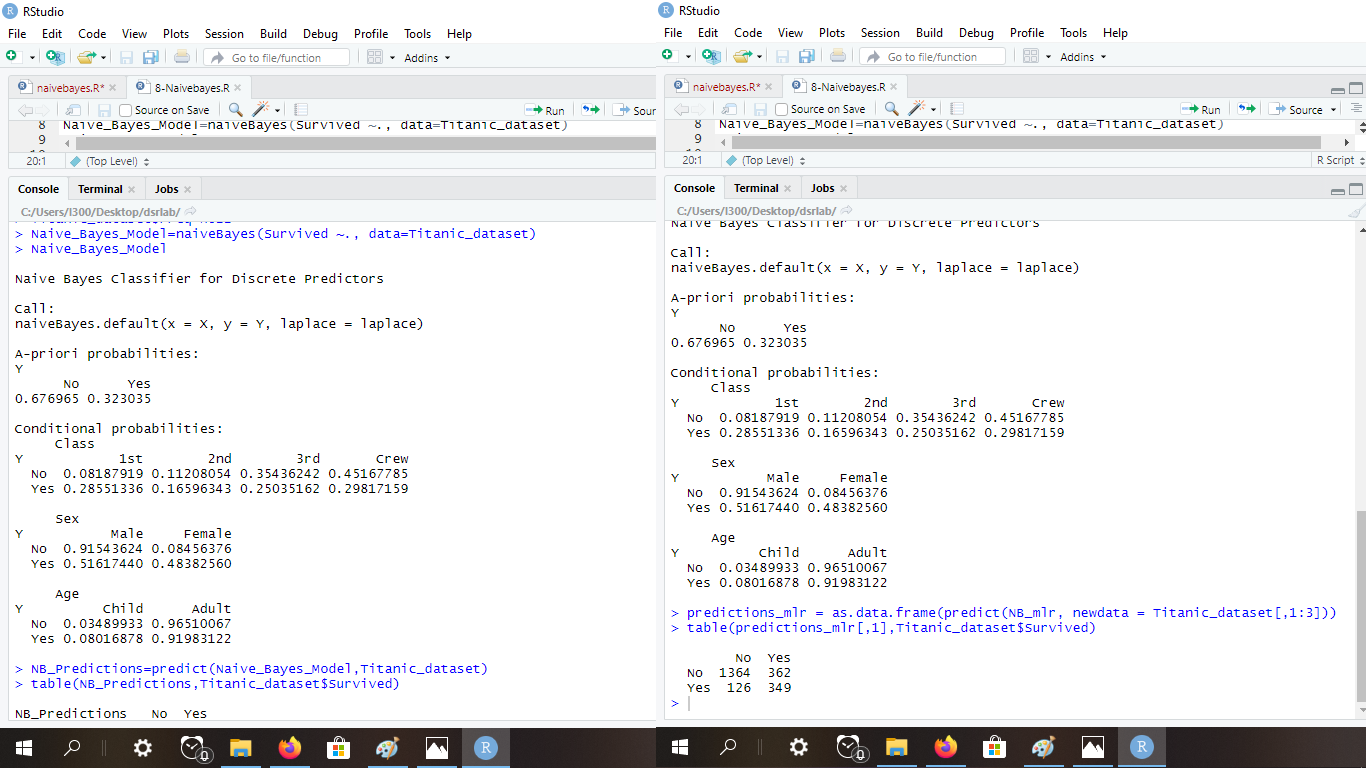 RStudio
File Edit Code View Plots Session Build Debug Profile Tools Help
Go to file/function Addins
naivebayes.R* × 8-Naivebayes.R ×
Source on Save Run Sour
8 Naive_Bayes_Model=naiveBayes(Survived ~., data=Titanic_dataset)
9
20:1 (Top Level)
Console Terminal × Jobs ×
C:/Users/I300/Desktop/dsrlab/
> Naive_Bayes_Model=naiveBayes(Survived ~., data=Titanic_dataset)
> Naive_Bayes_Model
Naive Bayes Classifier for Discrete Predictors
Call:
naiveBayes.default(x = X, y = Y, laplace = laplace)
A-priori probabilities:
Y
No Yes
0.676965 0.323035
Conditional probabilities:
Class
Y 1st 2nd 3rd Crew
No 0.08187919 0.11208054 0.35436242 0.45167785
Yes 0.28551336 0.16596343 0.25035162 0.29817159
Sex
Y Male Female
No 0.91543624 0.08456376
Yes 0.51617440 0.48382560
Age
Y Child Adult
No 0.03489933 0.96510067
Yes 0.08016878 0.91983122
> NB_Predictions=predict(Naive_Bayes_Model,Titanic_dataset)
> table(NB_Predictions,Titanic_dataset$Survived)
NB_Predictions No Yes
RStudio
File Edit Code View Plots Session Build Debug Profile Tools Help
Go to file/function Addins
naivebayes.R* × 8-Naivebayes.R ×
Source on Save Run Source
8 Naive_Bayes_Model=naiveBayes(Survived ~., data=Titanic_dataset)
9
20:1 (Top Level) R Script
Console Terminal × Jobs ×
C:/Users/I300/Desktop/dsrlab/
Naive Bayes Classifier for Discrete Predictors
Call:
naiveBayes.default(x = X, y = Y, laplace = laplace)
A-priori probabilities:
Y
No Yes
0.676965 0.323035
Conditional probabilities:
Class
Y 1st 2nd 3rd Crew
No 0.08187919 0.11208054 0.35436242 0.45167785
Yes 0.28551336 0.16596343 0.25035162 0.29817159
Sex
Y Male Female
No 0.91543624 0.08456376
Yes 0.51617440 0.48382560
Age
Y Child Adult
No 0.03489933 0.96510067
Yes 0.08016878 0.91983122
> predictions_mlr = as.data.frame(predict(NB_mlr, newdata = Titanic_dataset[,1:3]))
> table(predictions_mlr[,1],Titanic_dataset$Survived)
No Yes
No 1364 362
Yes 126 349
>